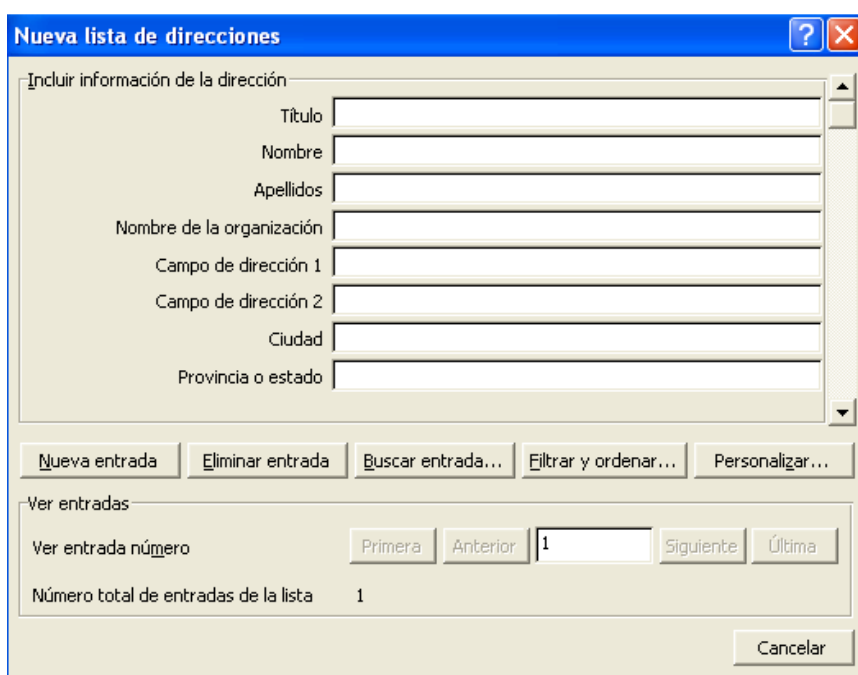 Nueva lista de direcciones
Incluir información de la dirección
Título
Nombre
Apellidos
Nombre de la organización
Campo de dirección 1
Campo de dirección 2
Ciudad
Provincia o estado
Nueva entrada Eliminar entrada Buscar entrada... Filtrar y ordenar... Personalizar...
Ver entradas
Ver entrada número Primera Anterior 1 Siguiente Última
Número total de entradas de la lista 1
Cancelar